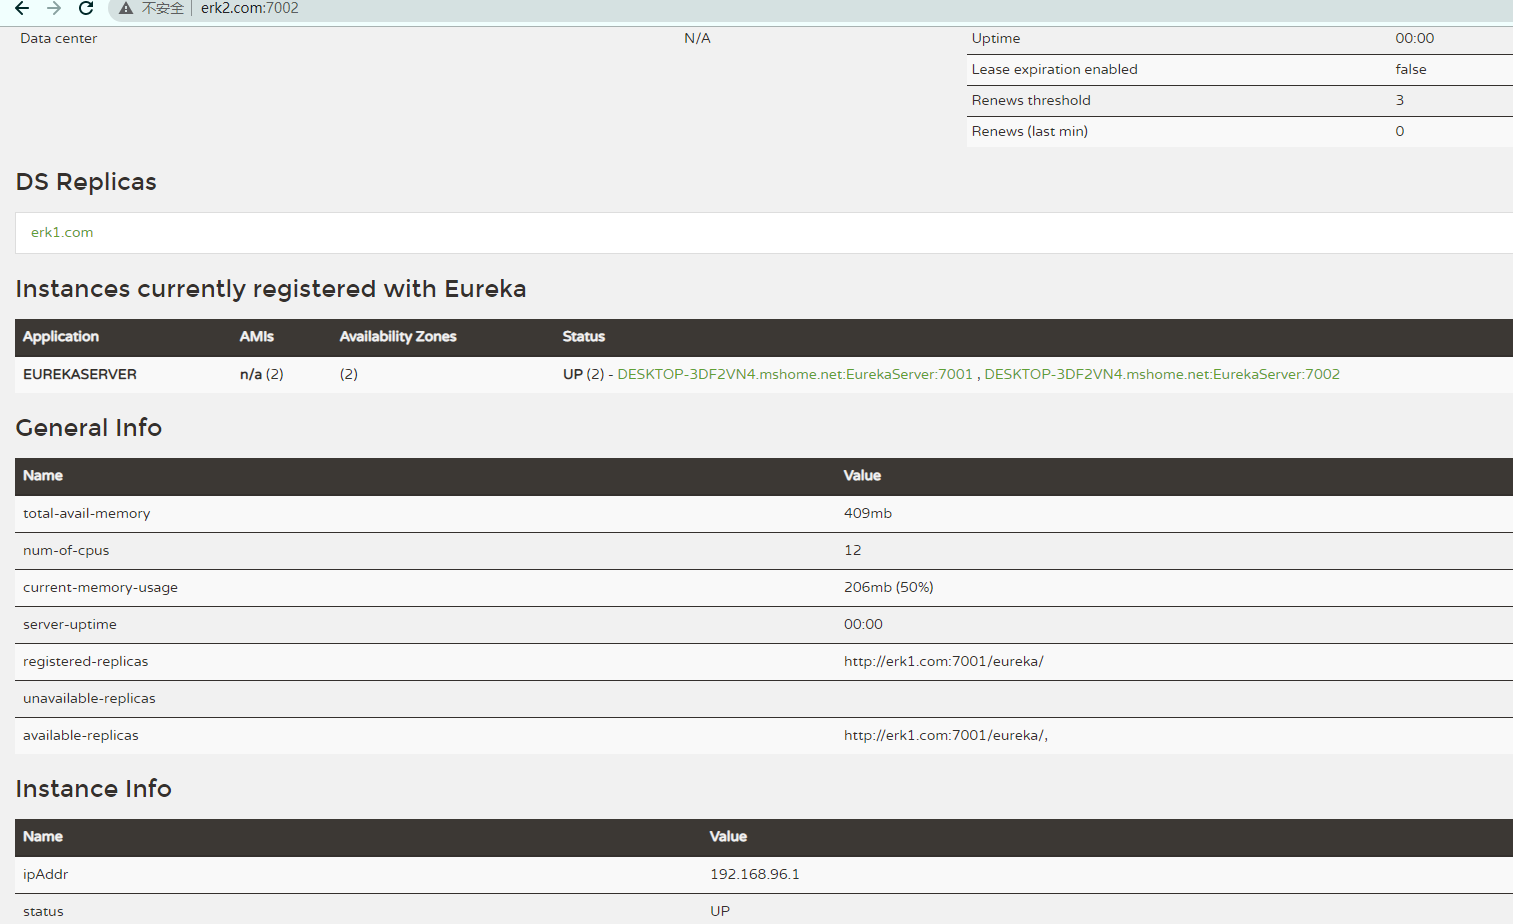 不安全 erk2.com:7002
Data center N/A
Uptime 00:00
Lease expiration enabled false
Renews threshold 3
Renews (last min) 0
DS Replicas
erk1.com
Instances currently registered with Eureka
Application AMIs Availability Zones Status
EUREKASERVER n/a (2) (2) UP (2) - DESKTOP-3DF2VN4.mshome.net:EurekaServer:7001 , DESKTOP-3DF2VN4.mshome.net:EurekaServer:7002
General Info
Name Value
total-avail-memory 409mb
num-of-cpus 12
current-memory-usage 206mb (50%)
server-uptime 00:00
registered-replicas http://erk1.com:7001/eureka/
unavailable-replicas
available-replicas http://erk1.com:7001/eureka/,
Instance Info
Name Value
ipAddr 192.168.96.1
status UP